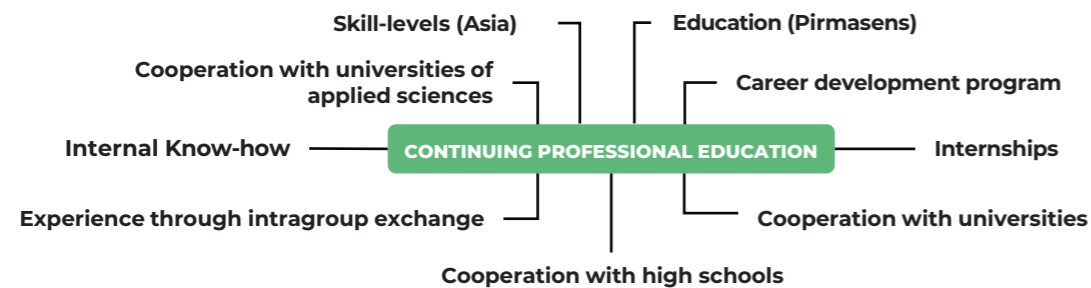 Skill-levels (Asia)
Education (Pirmasens)
Cooperation with universities of
applied sciences
Career development program
Internal Know-how
CONTINUING PROFESSIONAL EDUCATION
Internships
Experience through intragroup exchange
Cooperation with universities
Cooperation with high schools